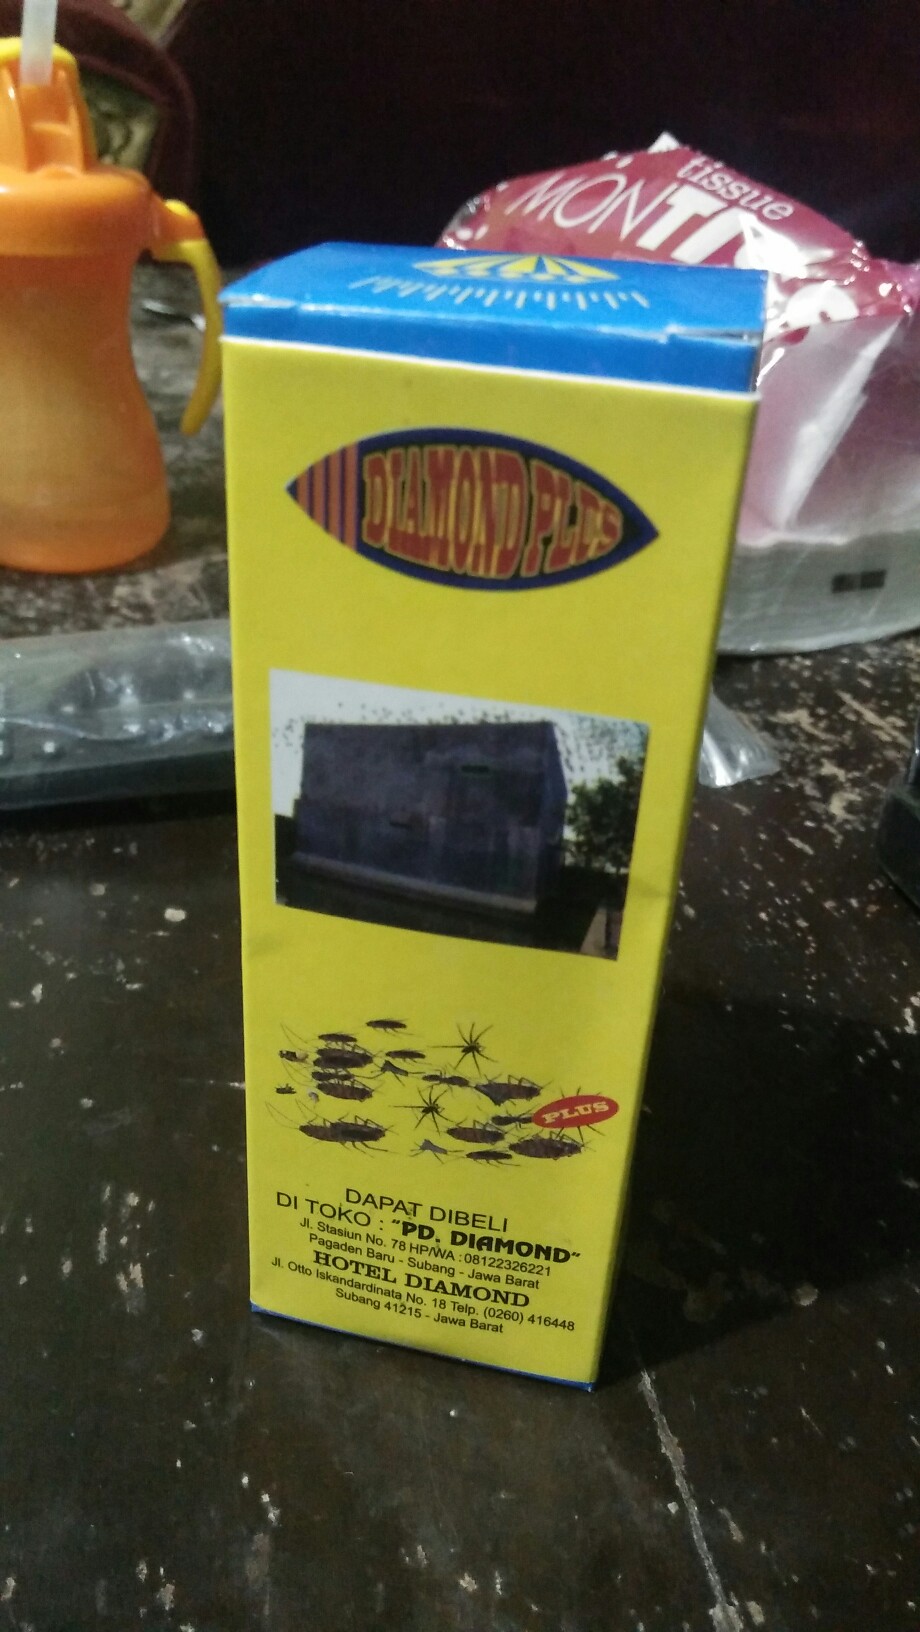 tissue
MONTIS
DIAMOND PLUS
PLUS
DAPAT DIBELI
DI TOKO : "PD. DIAMOND"
Jl. Stasiun No. 78 HP/WA : 08122326221
Pagaden Baru - Subang - Jawa Barat
HOTEL DIAMOND
Jl. Otto Iskandardinata No. 18 Telp. (0260) 416448
Subang 41215 - Jawa Barat